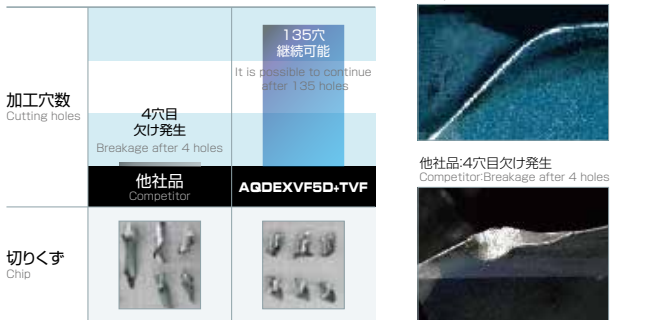 135穴
継続可能
It is possible to continue
after 135 holes
加工穴数
Cutting holes
4穴目
欠け発生
Breakage after 4 holes
他社品
Competitor
AQDEXVF5D+TVF
切りくず
Chip
他社品:4穴目欠け発生
Competitor:Breakage after 4 holes